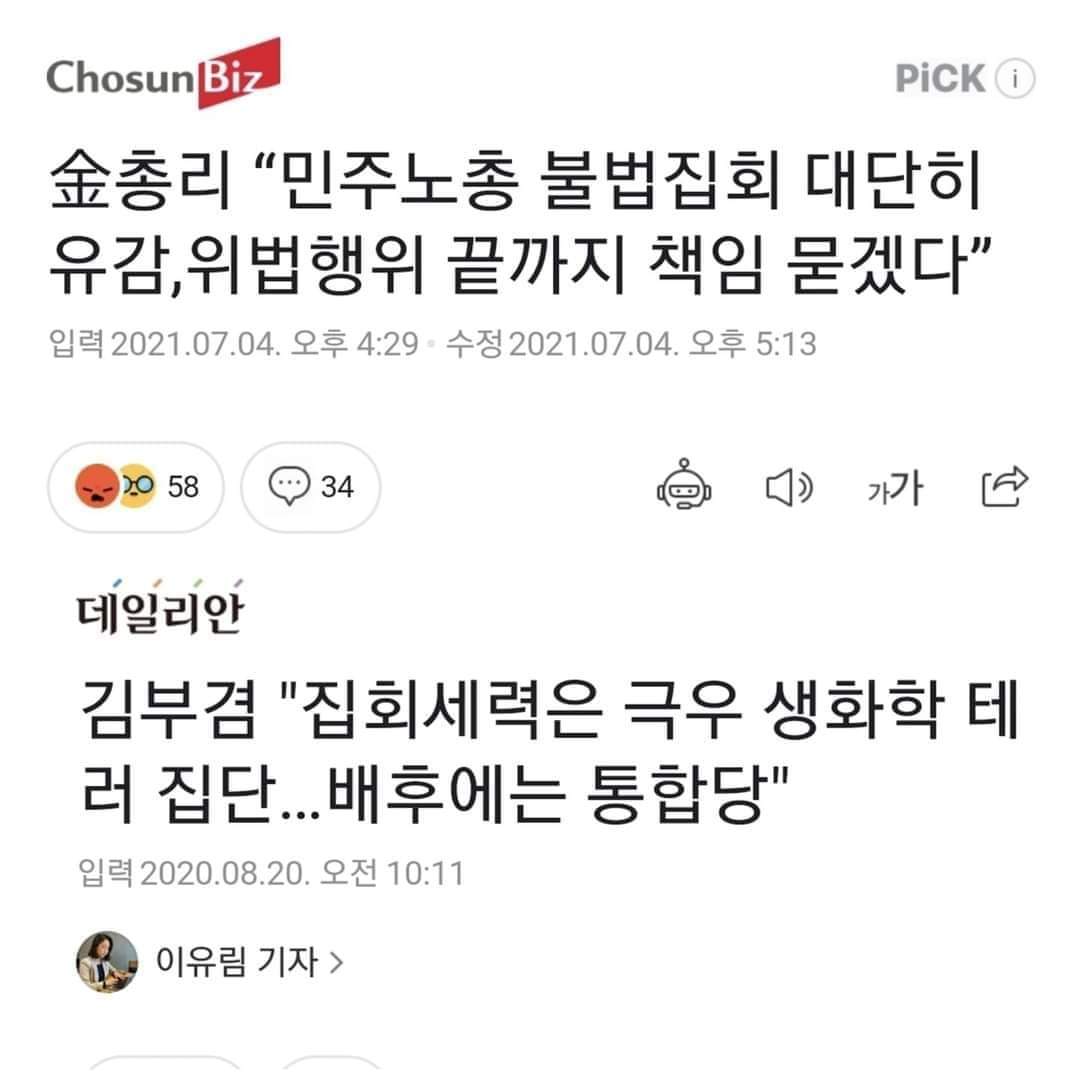 ChosunBiz
PiCK i
金총리 “민주노총 불법집회 대단히
유감,위법행위 끝까지 책임 묻겠다”
입력 2021.07.04. 오후 4:29 · 수정 2021.07.04. 오후 5:13
58
34
가가
데일리안
김부겸 "집회세력은 극우 생화학 테
러 집단...배후에는 통합당"
입력 2020.08.20. 오전 10:11
이유림 기자 >